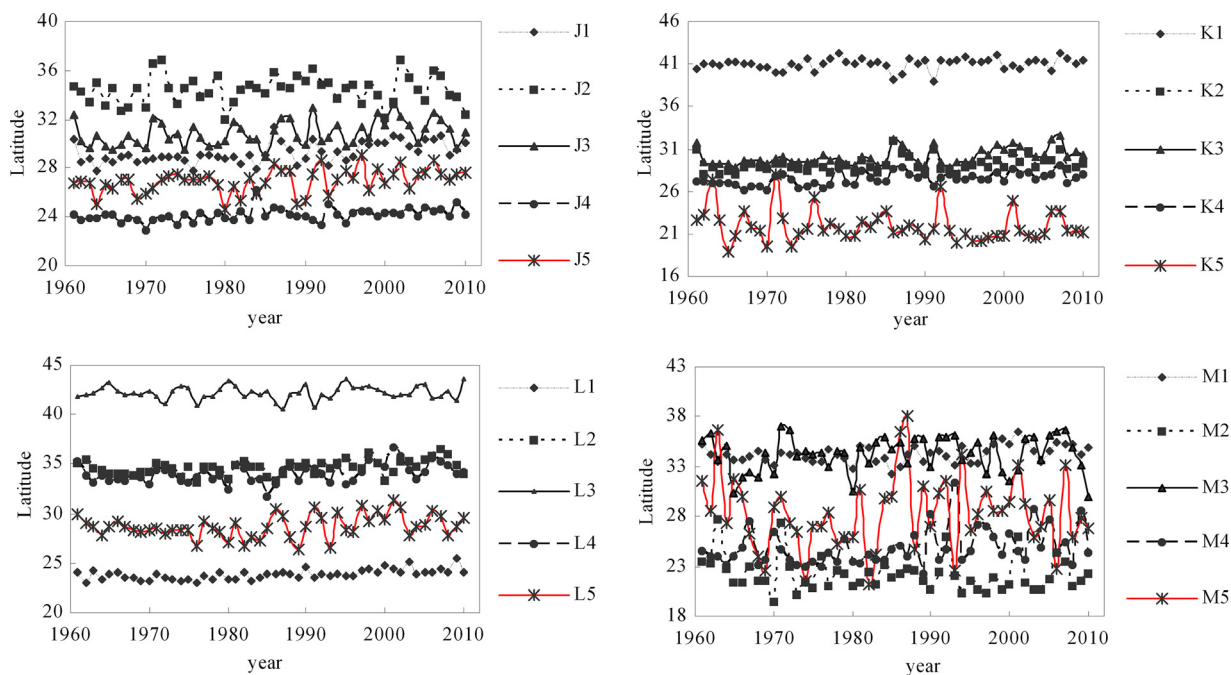 40
36
32
28
24
20
Latitude
1960 1970 1980 1990 2000 2010
year
J1
J2
J3
J4
J5
46
41
36
31
26
21
16
Latitude
1960 1970 1980 1990 2000 2010
year
K1
K2
K3
K4
K5
45
40
35
30
25
20
Latitude
1960 1970 1980 1990 2000 2010
year
L1
L2
L3
L4
L5
43
38
33
28
23
18
Latitude
1960 1970 1980 1990 2000 2010
year
M1
M2
M3
M4
M5